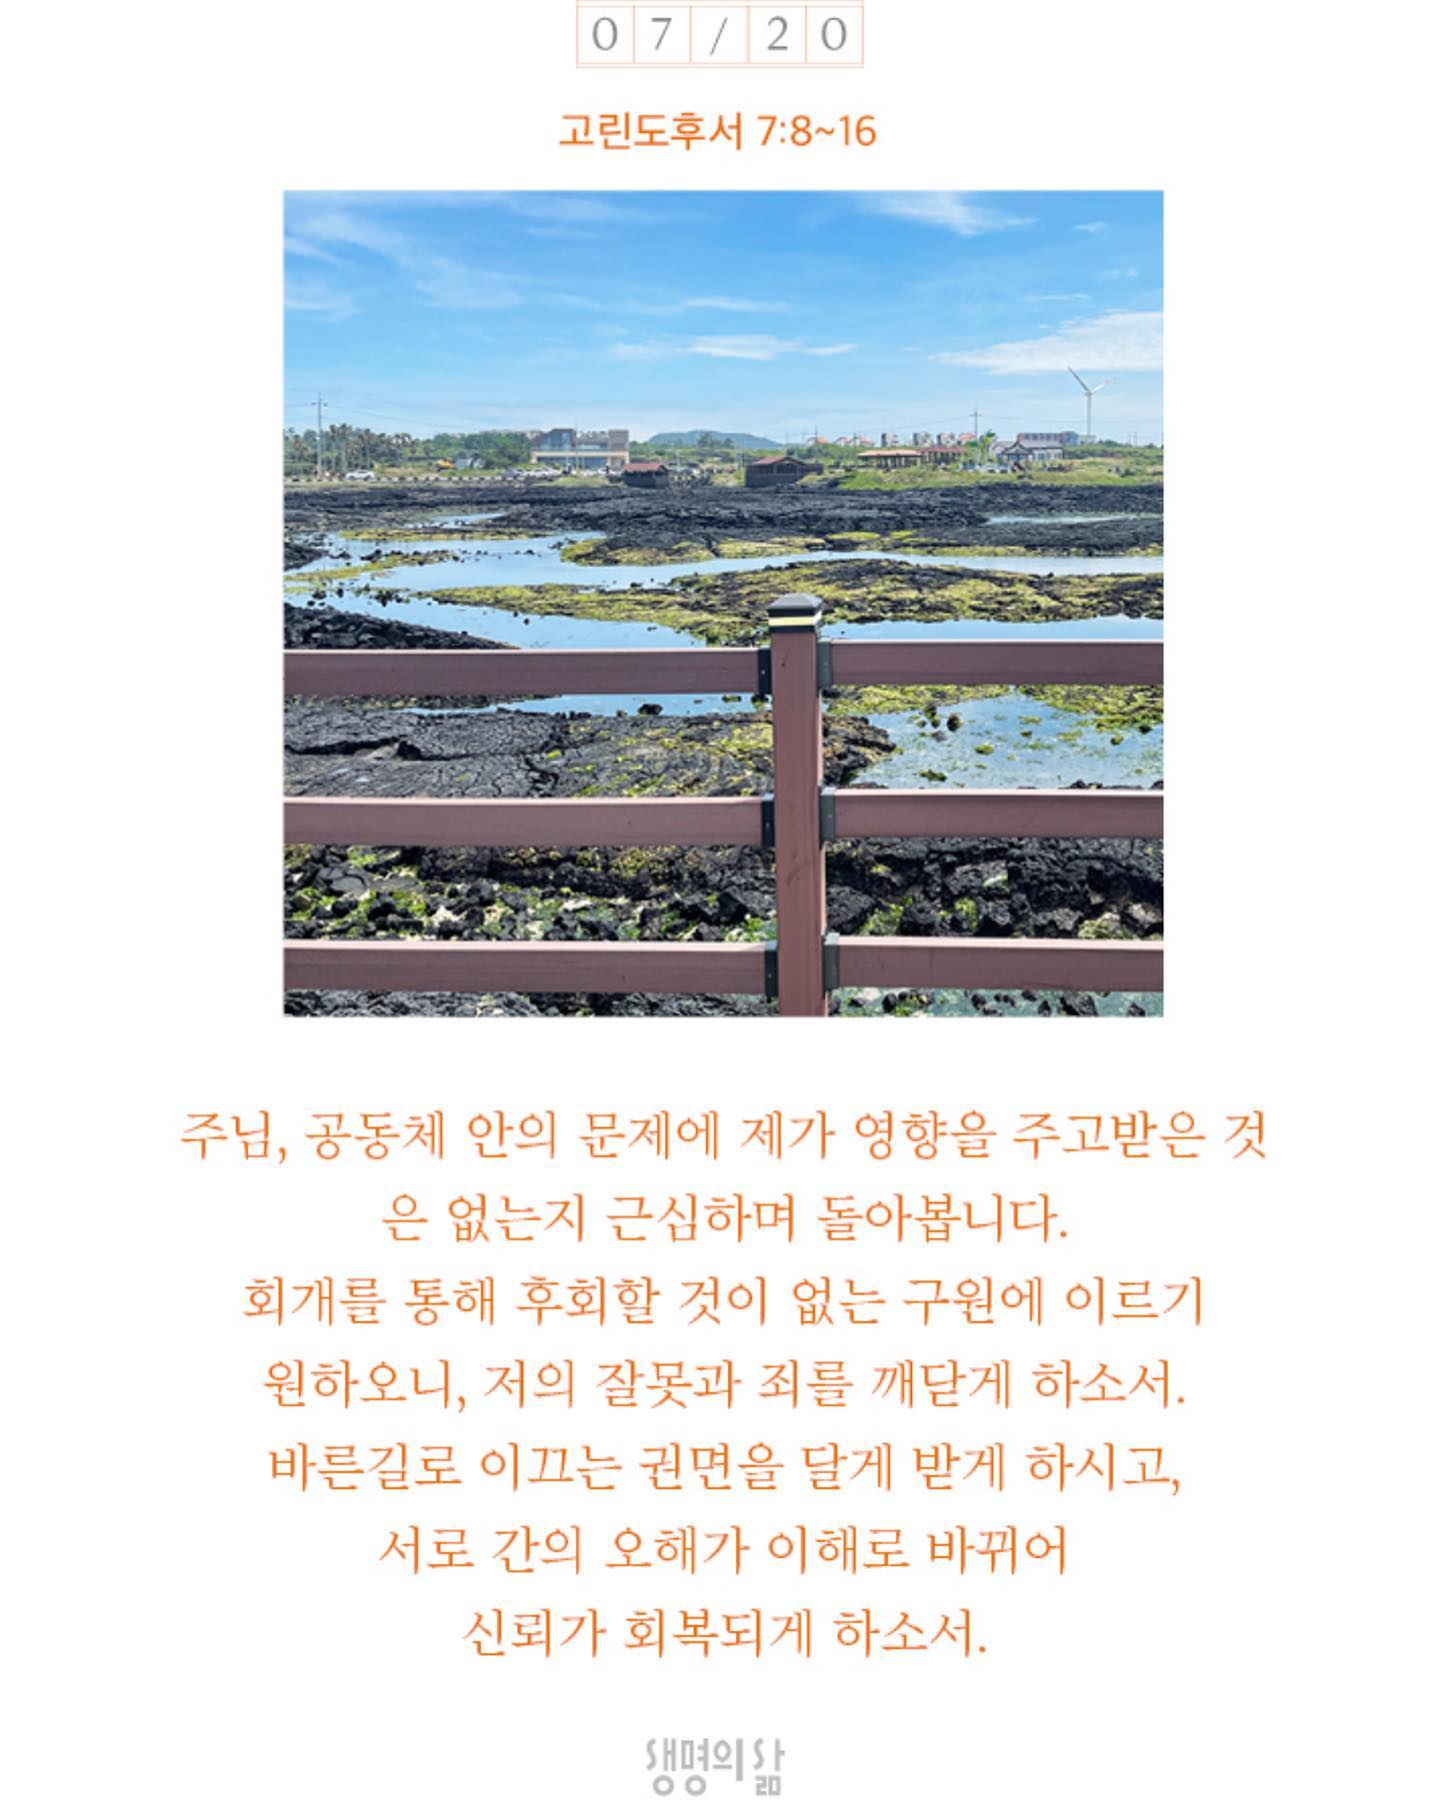 07/20
고린도후서 7:8~16
주님, 공동체 안의 문제에 제가 영향을 주고받은 것
은 없는지 근심하며 돌아봅니다.
회개를 통해 후회할 것이 없는 구원에 이르기
원하오니, 저의 잘못과 죄를 깨닫게 하소서.
바른길로 이끄는 권면을 달게 받게 하시고,
서로 간의 오해가 이해로 바뀌어
신뢰가 회복되게 하소서.
생명의 삶